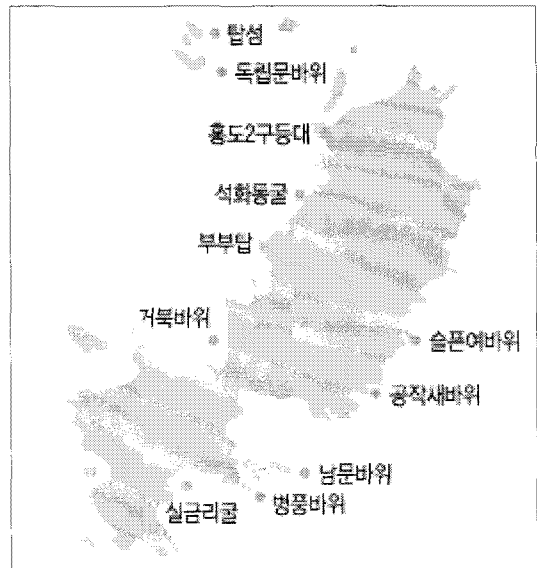 탑섬
독립문바위
홍도2구등대
석화동굴
부부탑
거북바위
슬픈여바위
공작새바위
남문바위
병풍바위
실금리굴